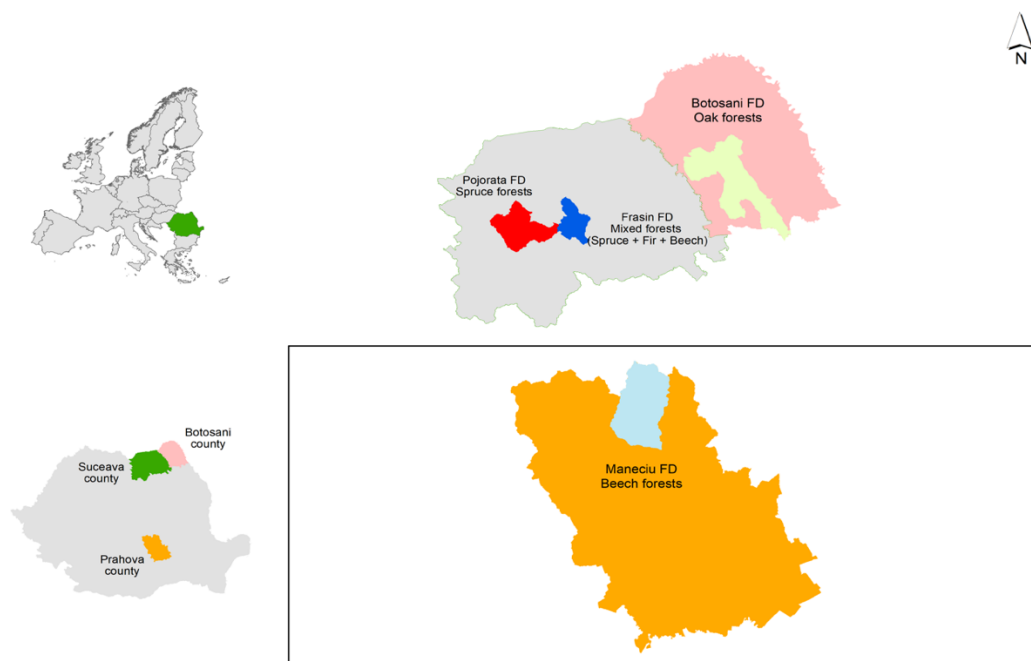 N
Botosani FD
Oak forests
Pojorata FD
Spruce forests
Frasin FD
Mixed forests
(Spruce + Fir + Beech)
Botosani
county
Suceava
county
Prahova
county
Maneciu FD
Beech forests